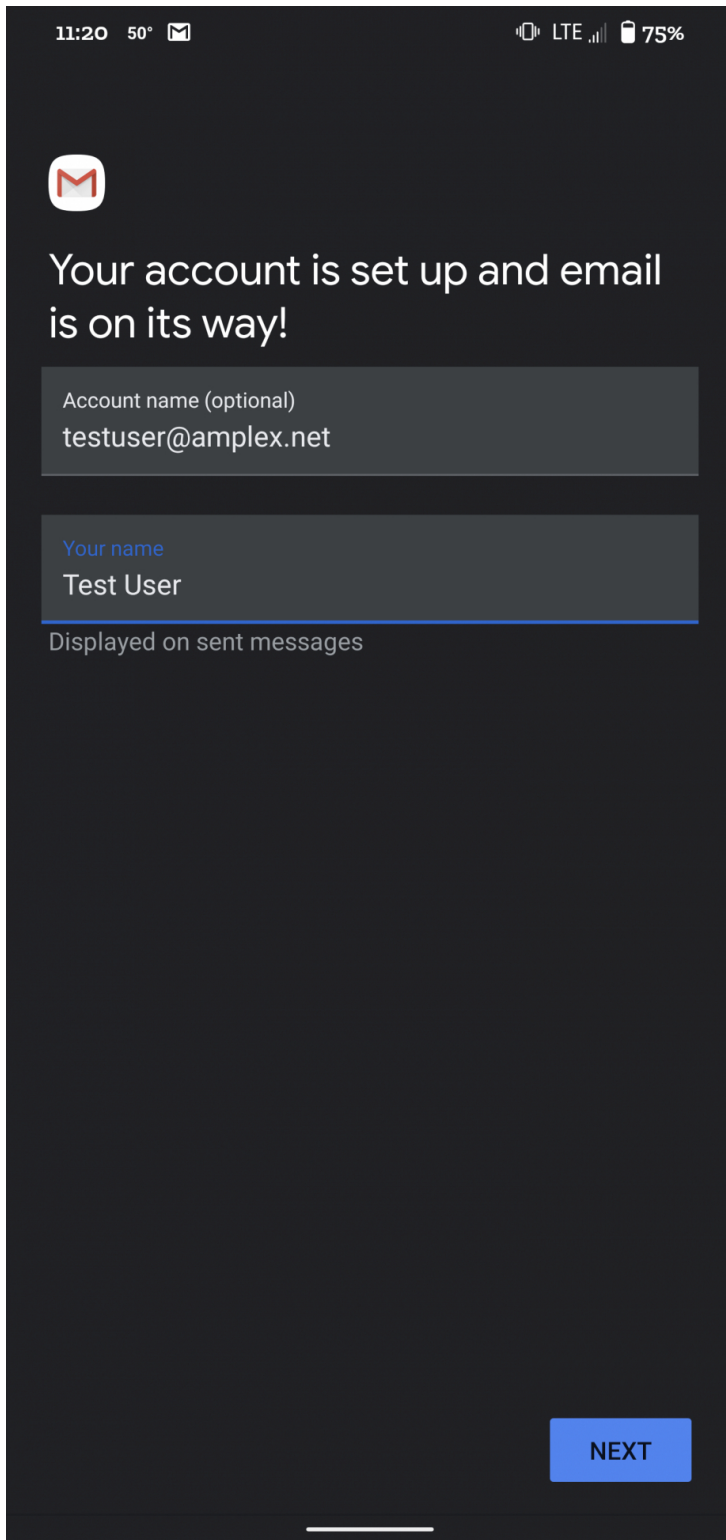 11:20 50° LTE 75%
Your account is set up and email
is on its way!
Account name (optional)
testuser@amplex.net
Your name
Test User
Displayed on sent messages
NEXT